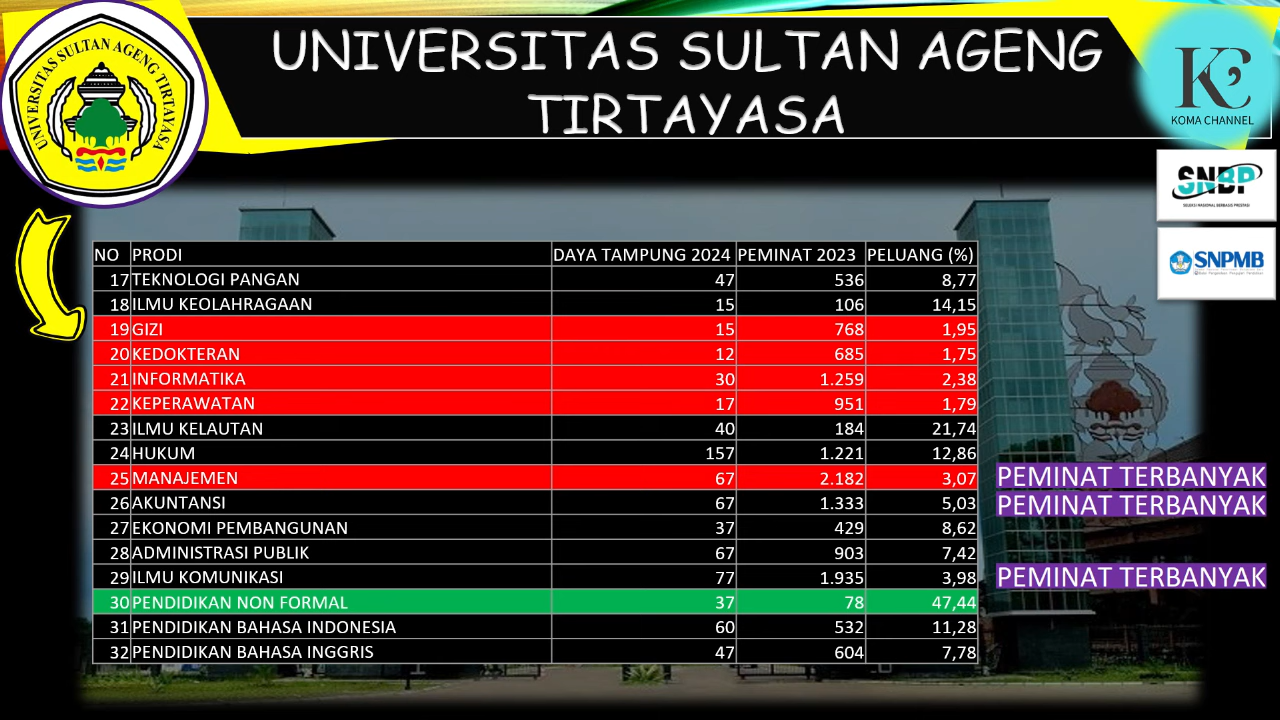 UNIVERSITAS SULTAN AGENG
TIRTAYASA
UNIVERSITAS SULTAN AGENG TIRTAYASA
KC
KOMA CHANNEL
SNBP
SELEKSI NASIONAL BERBASIS PRESTASI
SNPMB
NO PRODI DAYA TAMPUNG 2024 PEMINAT 2023 PELUANG (%)
17 TEKNOLOGI PANGAN 47 536 8,77
18 ILMU KEOLAHRAGAAN 15 106 14,15
19 GIZI 15 768 1,95
20 KEDOKTERAN 12 685 1,75
21 INFORMATIKA 30 1.259 2,38
22 KEPERAWATAN 17 951 1,79
23 ILMU KELAUTAN 40 184 21,74
24 HUKUM 157 1.221 12,86
25 MANAJEMEN 67 2.182 3,07 PEMINAT TERBANYAK
26 AKUNTANSI 67 1.333 5,03 PEMINAT TERBANYAK
27 EKONOMI PEMBANGUNAN 37 429 8,62
28 ADMINISTRASI PUBLIK 67 903 7,42
29 ILMU KOMUNIKASI 77 1.935 3,98 PEMINAT TERBANYAK
30 PENDIDIKAN NON FORMAL 37 78 47,44
31 PENDIDIKAN BAHASA INDONESIA 60 532 11,28
32 PENDIDIKAN BAHASA INGGRIS 47 604 7,78